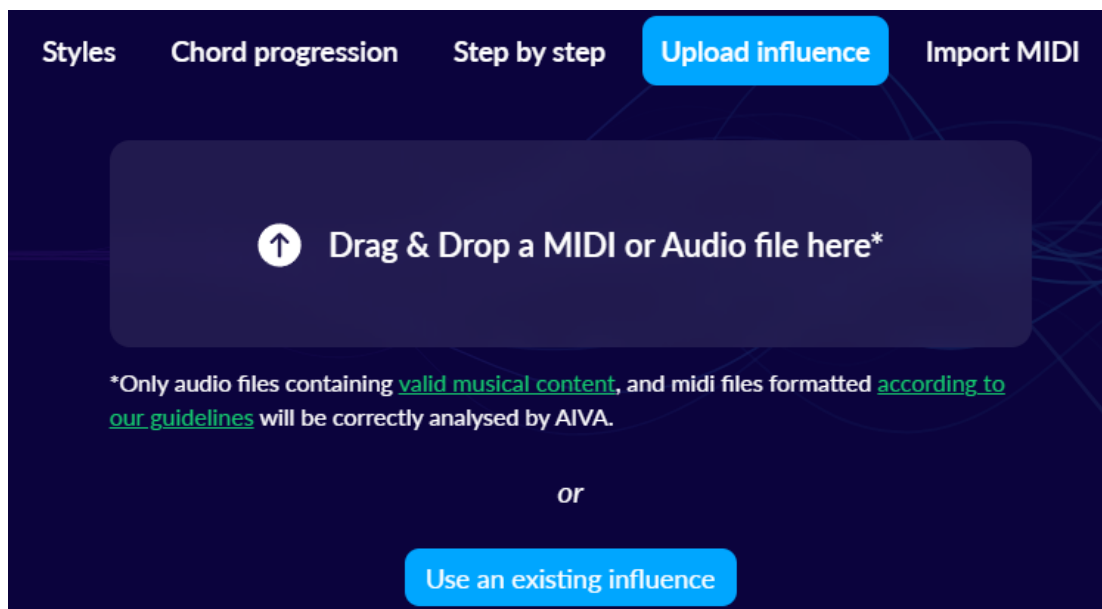 Styles Chord progression Step by step Upload influence Import MIDI
Drag & Drop a MIDI or Audio file here*
*Only audio files containing valid musical content, and midi files formatted according to
our guidelines will be correctly analysed by AIVA.
or
Use an existing influence